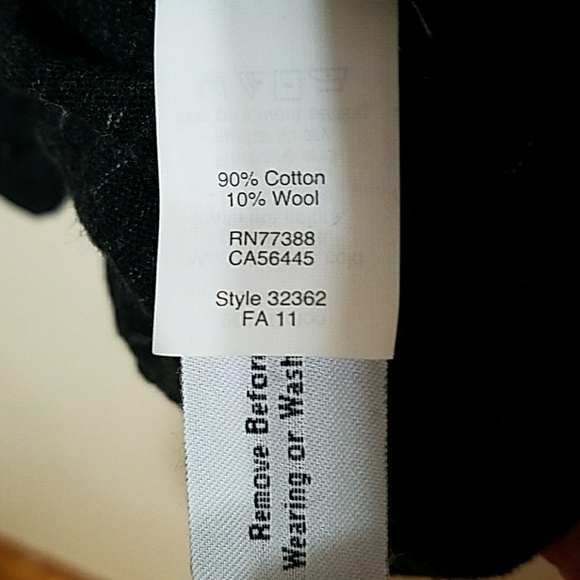 90% Cotton
10% Wool
RN77388
CA56445
Style 32362
FA 11
Remove Before
Wearing or Wash